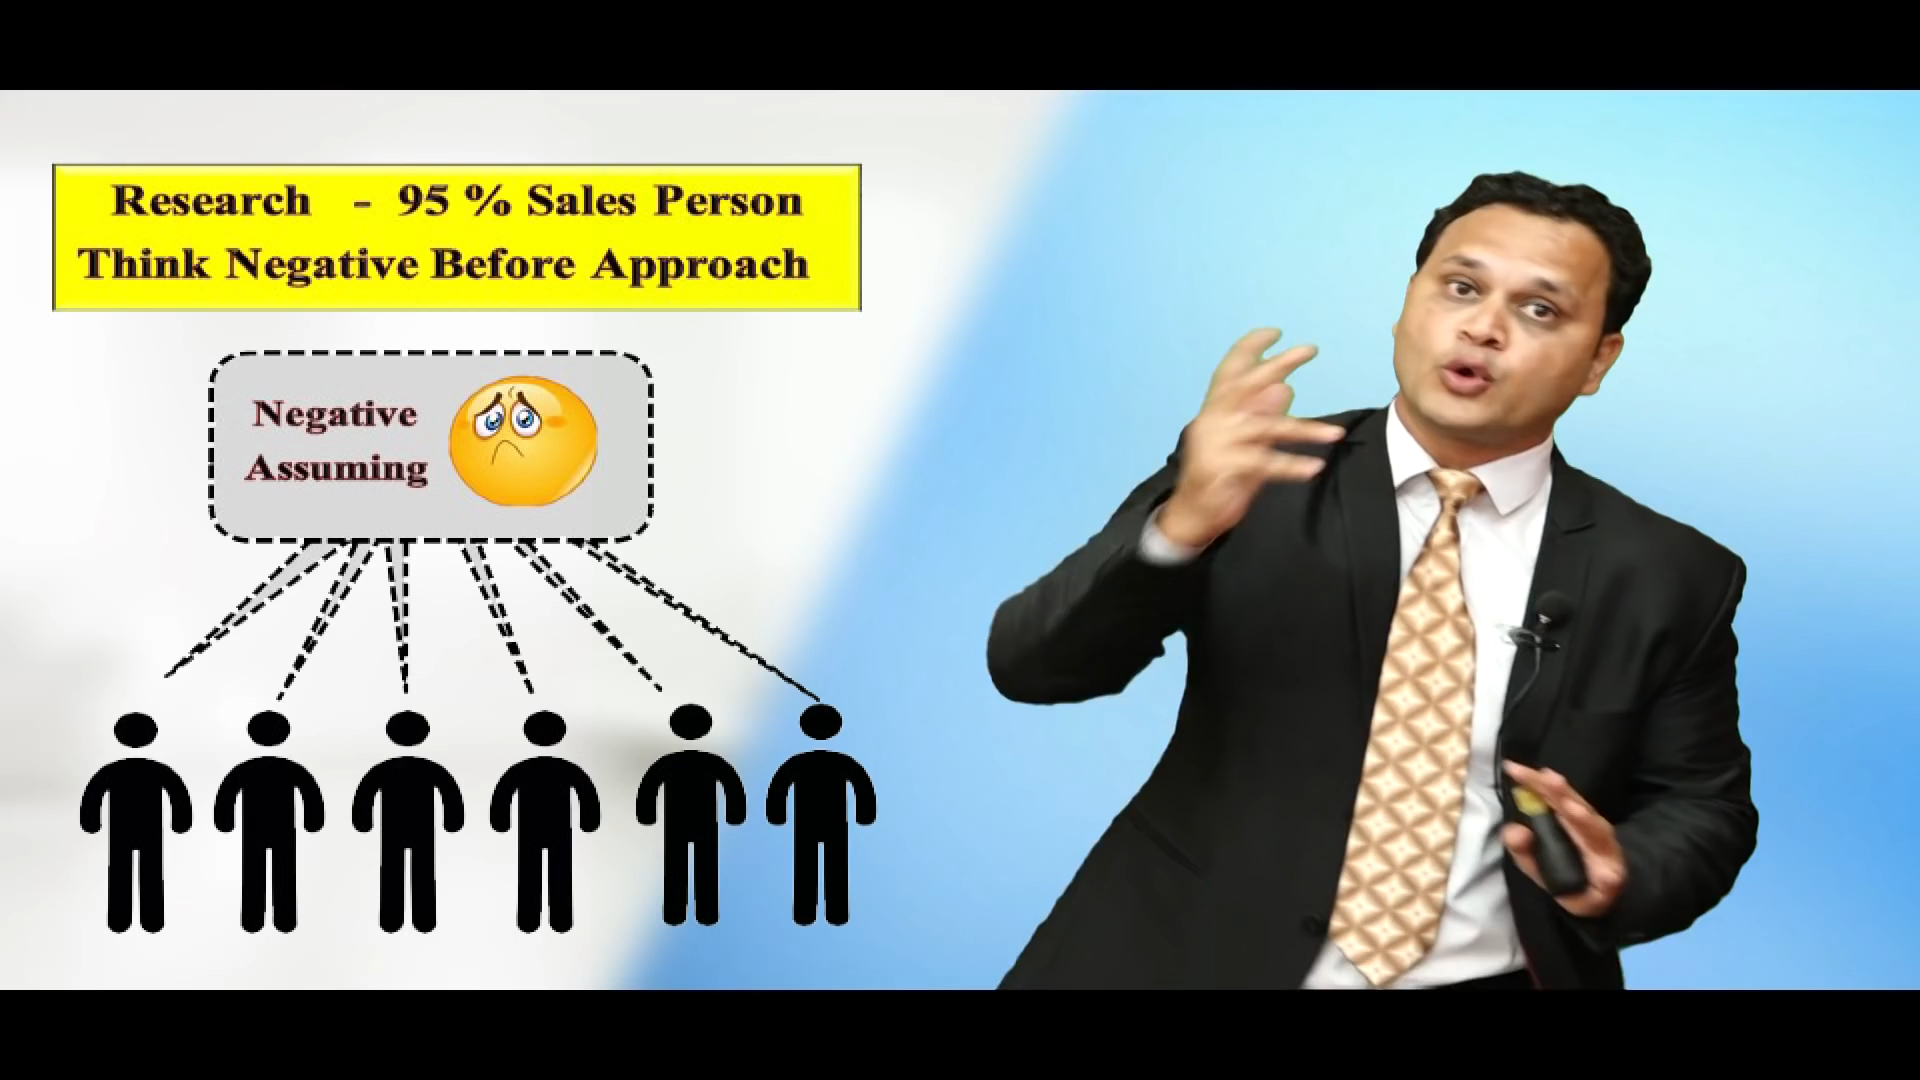 Research - 95 % Sales Person
Think Negative Before Approach
Negative
Assuming